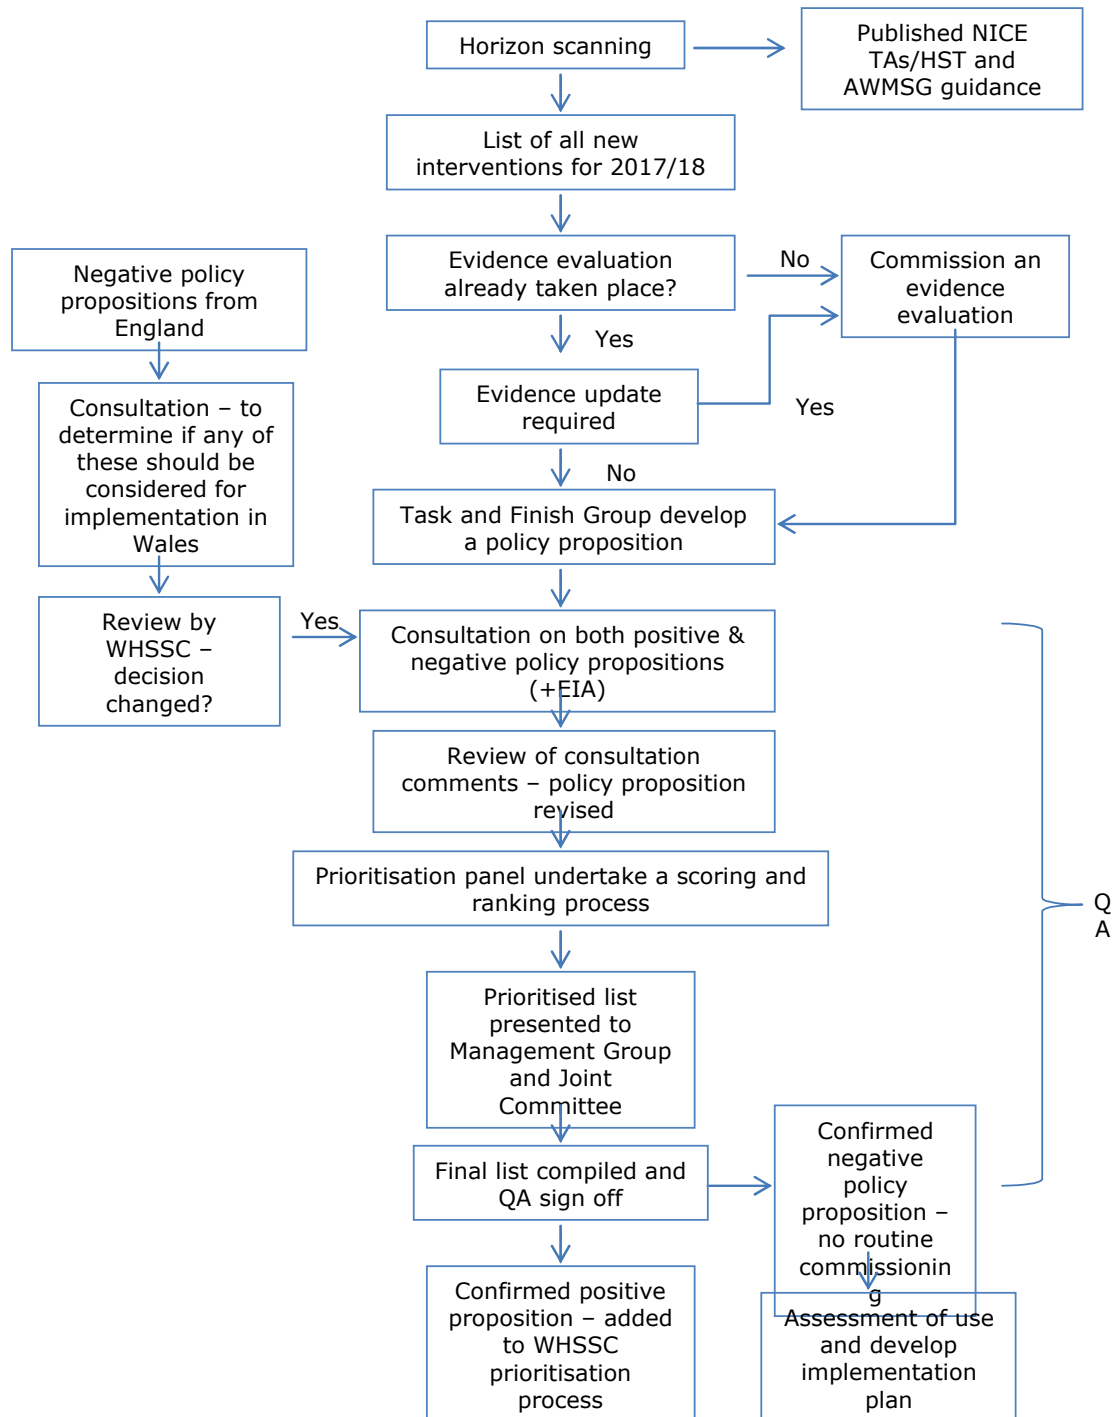 Horizon scanning
Published NICE
TAs/HST and
AWMSG guidance
List of all new
interventions for 2017/18
Negative policy
propositions from
England
Evidence evaluation
already taken place?
No
Commission an
evidence
evaluation
Yes
Evidence update
required
Yes
No
Consultation – to
determine if any of
these should be
considered for
implementation in
Wales
Task and Finish Group develop
a policy proposition
Review by
WHSSC –
decision
changed?
Yes
Consultation on both positive &
negative policy propositions
(+EIA)
Review of consultation
comments – policy proposition
revised
Prioritisation panel undertake a scoring and
ranking process
Q
A
Prioritised list
presented to
Management Group
and Joint
Committee
Final list compiled and
QA sign off
Confirmed
negative
policy
proposition –
no routine
commissionin
g
Confirmed positive
proposition – added
to WHSSC
prioritisation
process
Assessment of use
and develop
implementation
plan